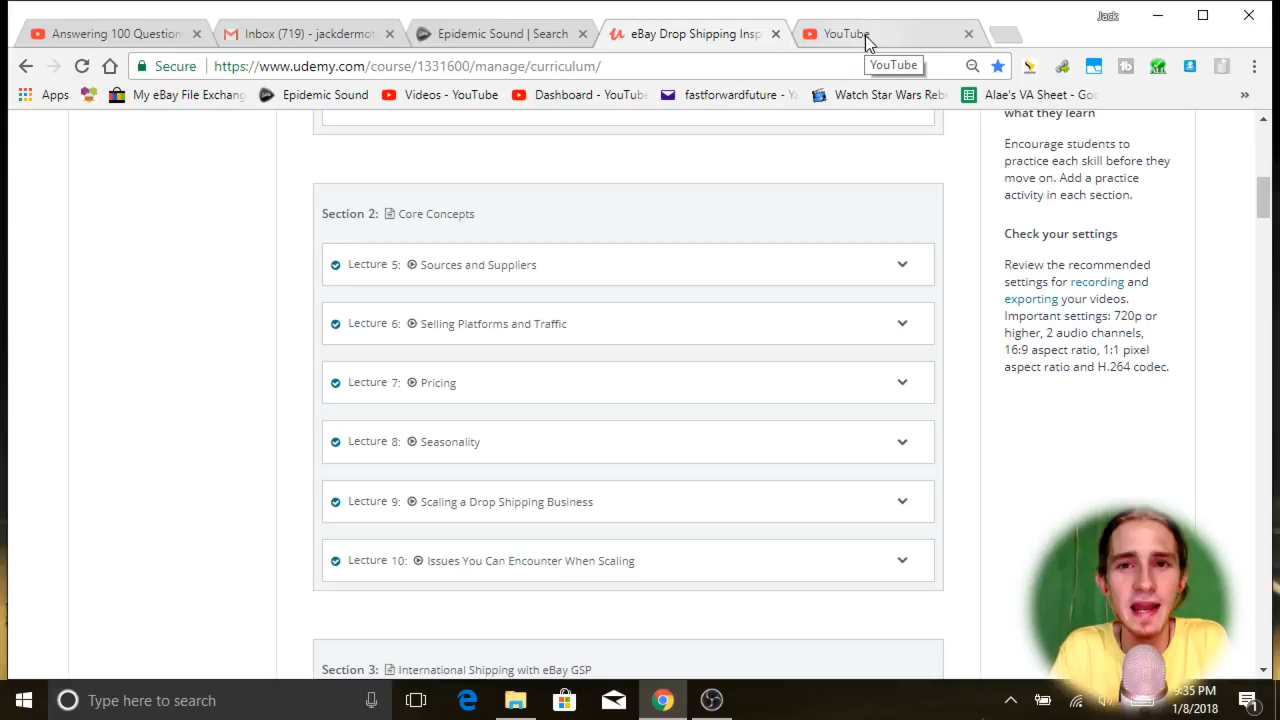 Jack
Answering 100 Question
Inbox (719) - jackdermot
Epidemic Sound | Search
eBay Drop Shipping Insp
YouTube
YouTube
Secure
https://www.udemy.com/course/1331600/manage/curriculum/
Apps
My eBay File Exchang
Epidemic Sound
Videos - YouTube
Dashboard - YouTube
fastforwardfuture - Ya
Watch Star Wars Rebe
Alae's VA Sheet - Goo
»
what they learn
Encourage students to
practice each skill before they
move on. Add a practice
activity in each section.
Section 2: Core Concepts
Check your settings
Lecture 5: Sources and Suppliers
Review the recommended
settings for recording and
exporting your videos.
Important settings: 720p or
higher, 2 audio channels,
16:9 aspect ratio, 1:1 pixel
aspect ratio and H.264 codec.
Lecture 6: Selling Platforms and Traffic
Lecture 7: Pricing
Lecture 8: Seasonality
Lecture 9: Scaling a Drop Shipping Business
Lecture 10: Issues You Can Encounter When Scaling
Section 3: International Shipping with eBay GSP
Type here to search
9:35 PM
1/8/2018